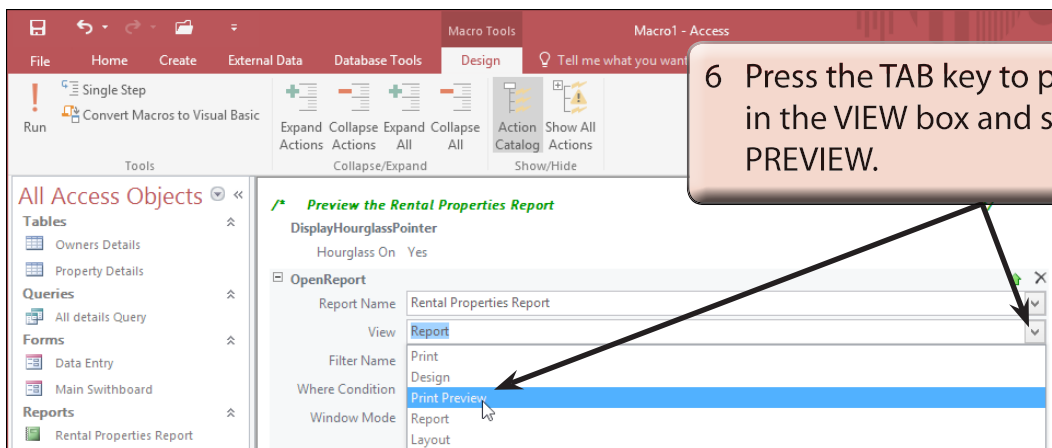 Macro Tools
Macro1 - Access
File Home Create External Data Database Tools Design Tell me what you want
Run
Single Step
Convert Macros to Visual Basic
Expand Actions
Collapse Actions
Expand All
Collapse All
Action Catalog
Show All Actions
Tools
Collapse/Expand
Show/Hide
6 Press the TAB key to p
in the VIEW box and s
PREVIEW.
All Access Objects
Tables
Owners Details
Property Details
Queries
All details Query
Forms
Data Entry
Main Swithboard
Reports
Rental Properties Report
/* Preview the Rental Properties Report
DisplayHourglassPointer
Hourglass On Yes
OpenReport
Report Name Rental Properties Report
View Report
Filter Name
Where Condition
Window Mode
Print
Design
Print Preview
Report
Layout